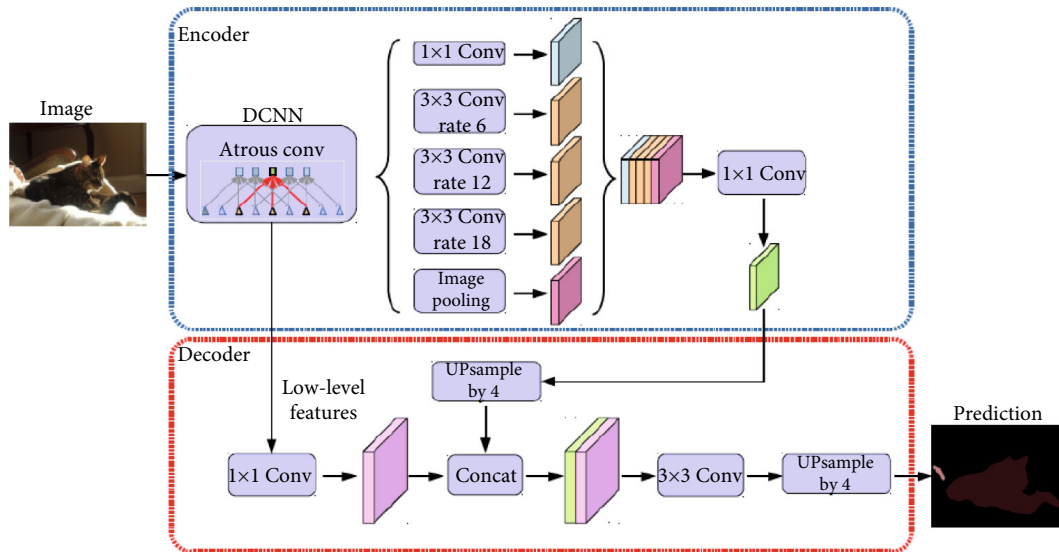 Encoder
Image
DCNN
Atrous conv
1×1 Conv
3×3 Conv
rate 6
3×3 Conv
rate 12
3×3 Conv
rate 18
Image
pooling
1×1 Conv
Decoder
Low-level
features
UPsample
by 4
1×1 Conv
Concat
3×3 Conv
UPsample
by 4
Prediction